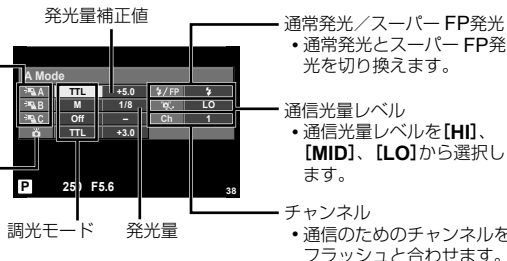 発光量補正値
A Mode
A TTL +5.0 /FP
B M 1/8 LO
C Off – Ch 1
TTL +3.0
P 250 F5.6 38
調光モード 発光量
通常発光／スーパー FP発光
• 通常発光とスーパー FP発
光を切り換えます。
通信光量レベル
• 通信光量レベルを[HI]、
[MID]、[LO]から選択し
ます。
チャンネル
• 通信のためのチャンネルを
フラッシュと合わせます。